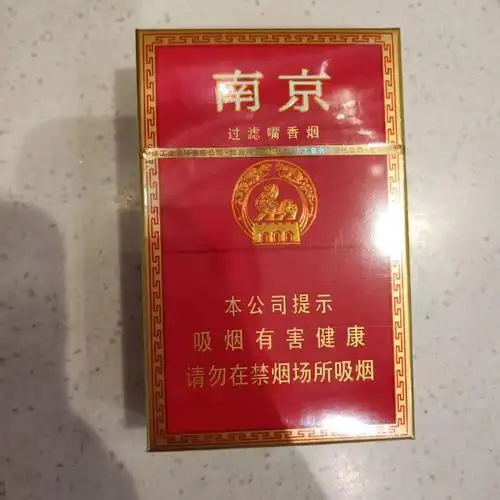 南京
过滤嘴香烟
本公司提示
吸烟有害健康
请勿在禁烟场所吸烟